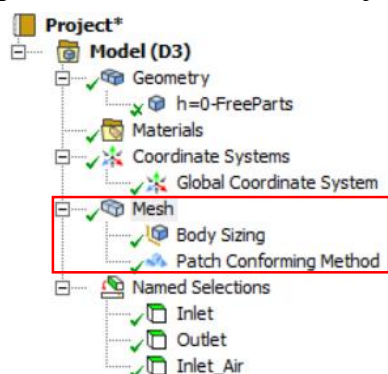 Project*
Model (D3)
Geometry
h=0-FreeParts
Materials
Coordinate Systems
Global Coordinate System
Mesh
Body Sizing
Patch Conforming Method
Named Selections
Inlet
Outlet
Inlet_Air